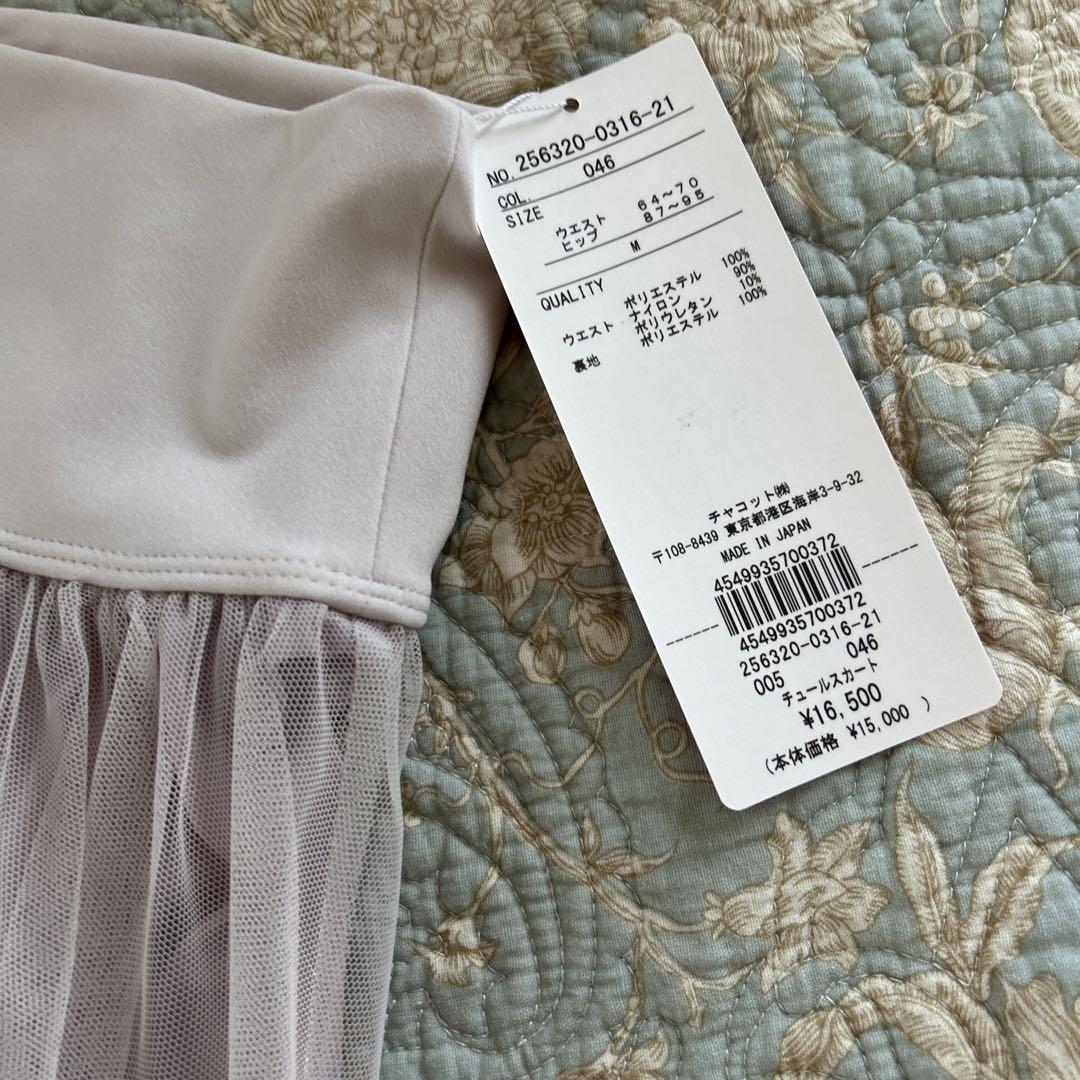 NO. 256320-0316-21
COL. 046
SIZE
ウエスト 64～70
ヒップ 87～95
M
QUALITY
ポリエステル 100%
ウエスト ナイロン 90%
ポリウレタン 10%
裏地 ポリエステル 100%
チャコット㈱
〒108-8439 東京都港区海岸3-9-32
MADE IN JAPAN
4549935700372
4549935700372
256320-0316-21
005 046
チュールスカート
¥16,500
(本体価格 ¥15,000 )